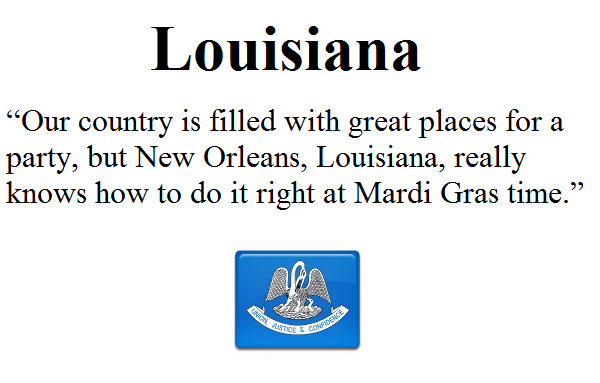 Louisiana
“Our country is filled with great places for a
party, but New Orleans, Louisiana, really
knows how to do it right at Mardi Gras time.”
UNION, JUSTICE & CONFIDENCE